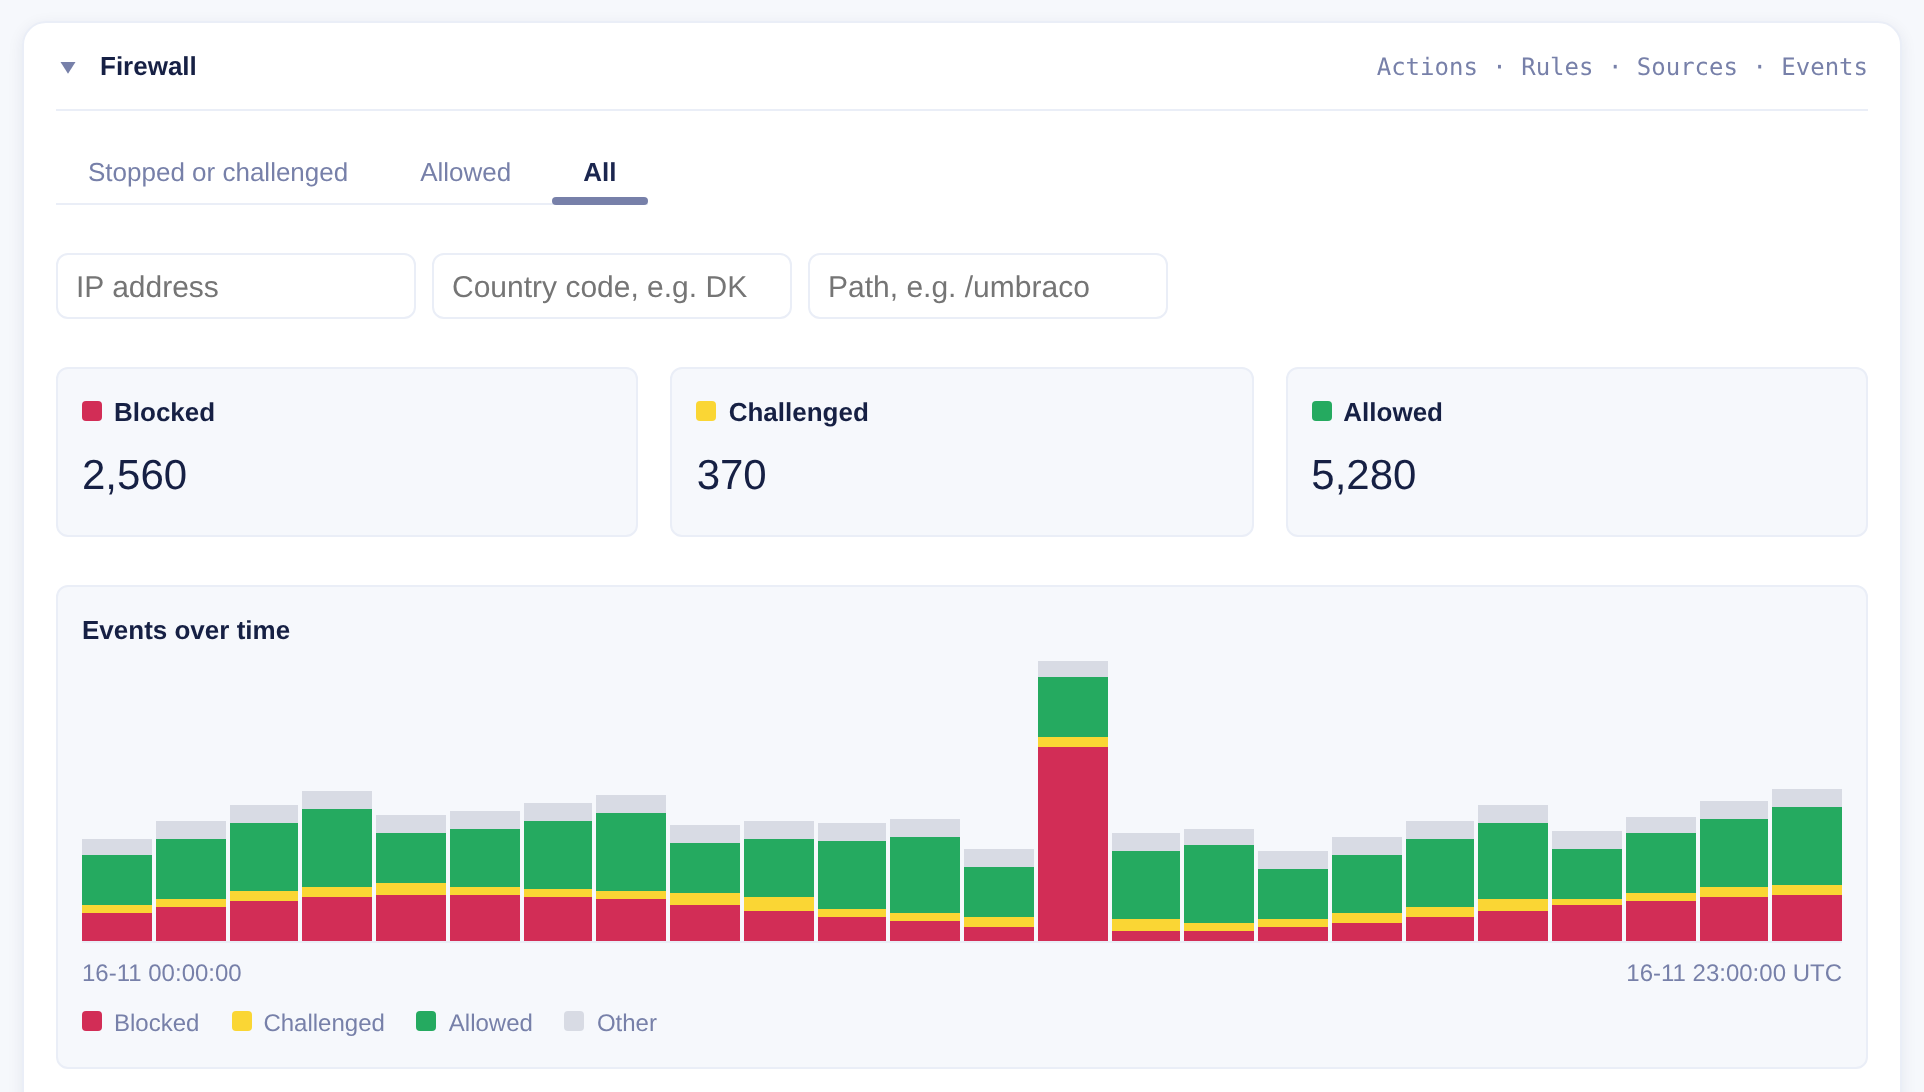 Firewall
Actions · Rules · Sources · Events
Stopped or challenged
Allowed
All
IP address
Country code, e.g. DK
Path, e.g. /umbraco
Blocked
2,560
Challenged
370
Allowed
5,280
Events over time
16-11 00:00:00
16-11 23:00:00 UTC
Blocked
Challenged
Allowed
Other